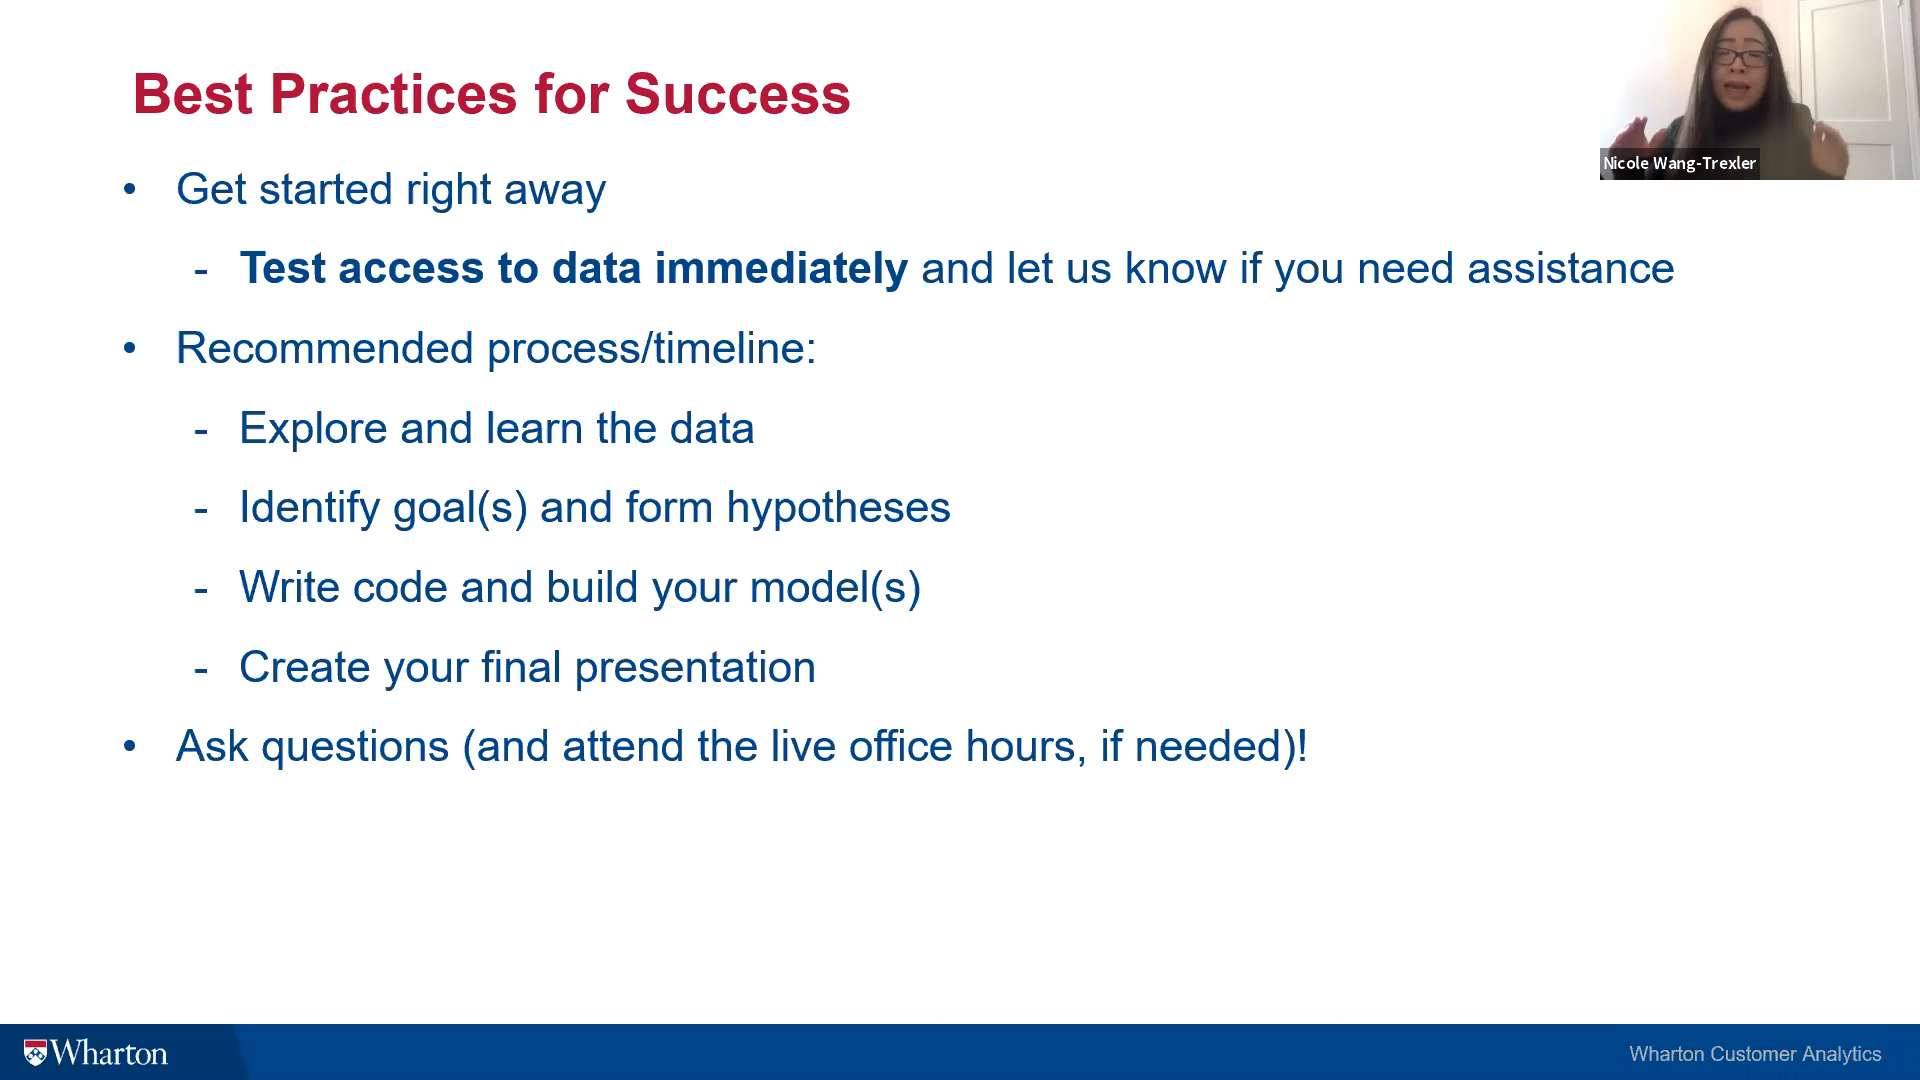 Best Practices for Success
Nicole Wang-Trexler
• Get started right away
- Test access to data immediately and let us know if you need assistance
• Recommended process/timeline:
- Explore and learn the data
- Identify goal(s) and form hypotheses
- Write code and build your model(s)
- Create your final presentation
• Ask questions (and attend the live office hours, if needed)!
Wharton
Wharton Customer Analytics